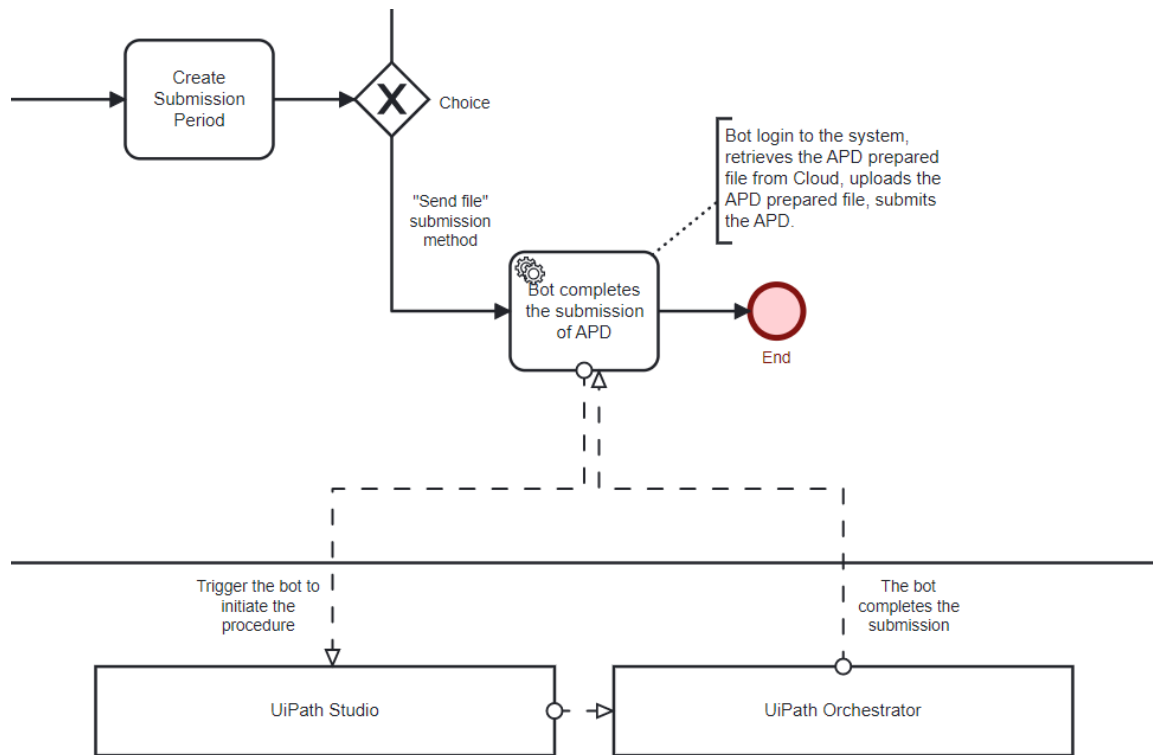 Create
Submission
Period
Choice
Bot login to the system,
retrieves the APD prepared
file from Cloud, uploads the
APD prepared file, submits
the APD.
"Send file"
submission
method
Bot completes
the submission
of APD
End
Trigger the bot to
initiate the
procedure
The bot
completes the
submission
UiPath Studio
UiPath Orchestrator